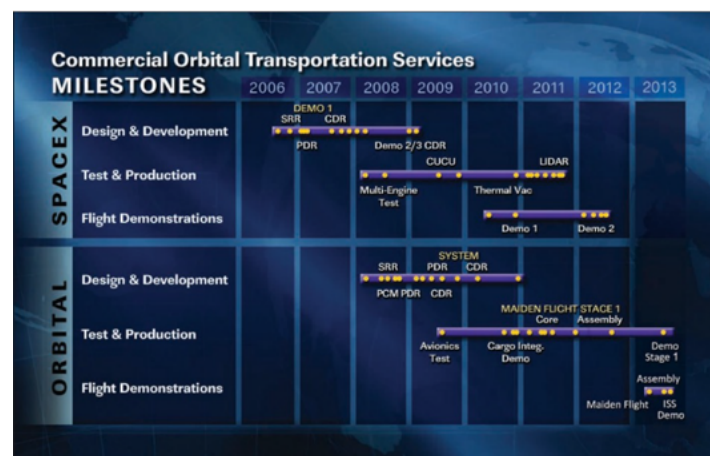 Commercial Orbital Transportation Services
MILESTONES 2006 2007 2008 2009 2010 2011 2012 2013
SPACEX
DEMO 1
SRR CDR
Design & Development
PDR Demo 2/3 CDR
CUCU LIDAR
Test & Production
Multi-Engine Thermal Vac
Test
Flight Demonstrations
Demo 1 Demo 2
ORBITAL
SYSTEM
SRR PDR CDR
Design & Development
PCM PDR CDR
MAIDEN FLIGHT STAGE 1
Core Assembly
Test & Production
Avionics Cargo Integ. Demo
Test Demo Stage 1
Assembly
Flight Demonstrations
Maiden Flight ISS
Demo